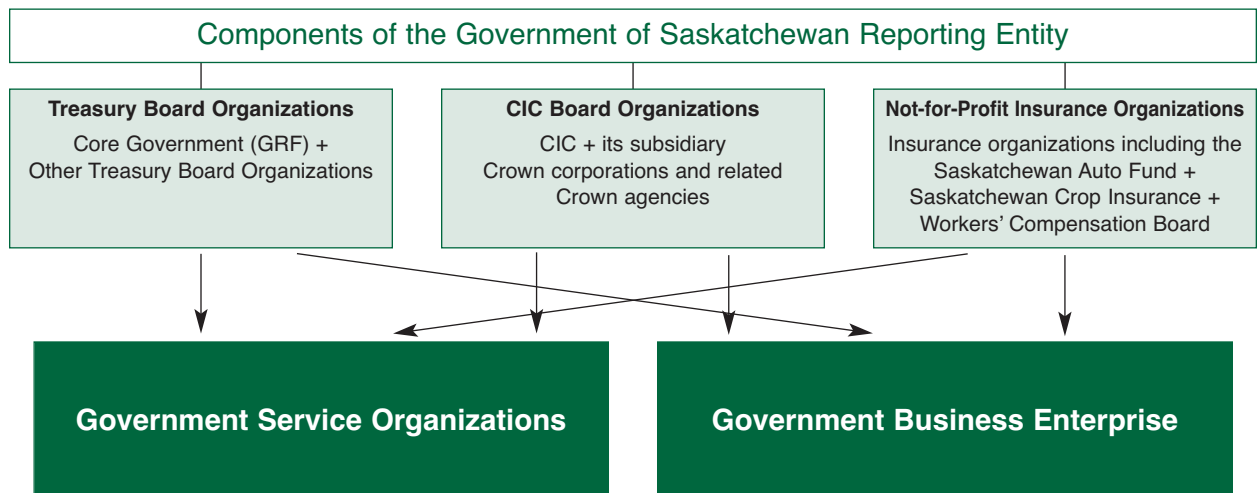 Components of the Government of Saskatchewan Reporting Entity
Treasury Board Organizations
Core Government (GRF) +
Other Treasury Board Organizations
CIC Board Organizations
CIC + its subsidiary
Crown corporations and related
Crown agencies
Not-for-Profit Insurance Organizations
Insurance organizations including the
Saskatchewan Auto Fund +
Saskatchewan Crop Insurance +
Workers’ Compensation Board
Government Service Organizations
Government Business Enterprise